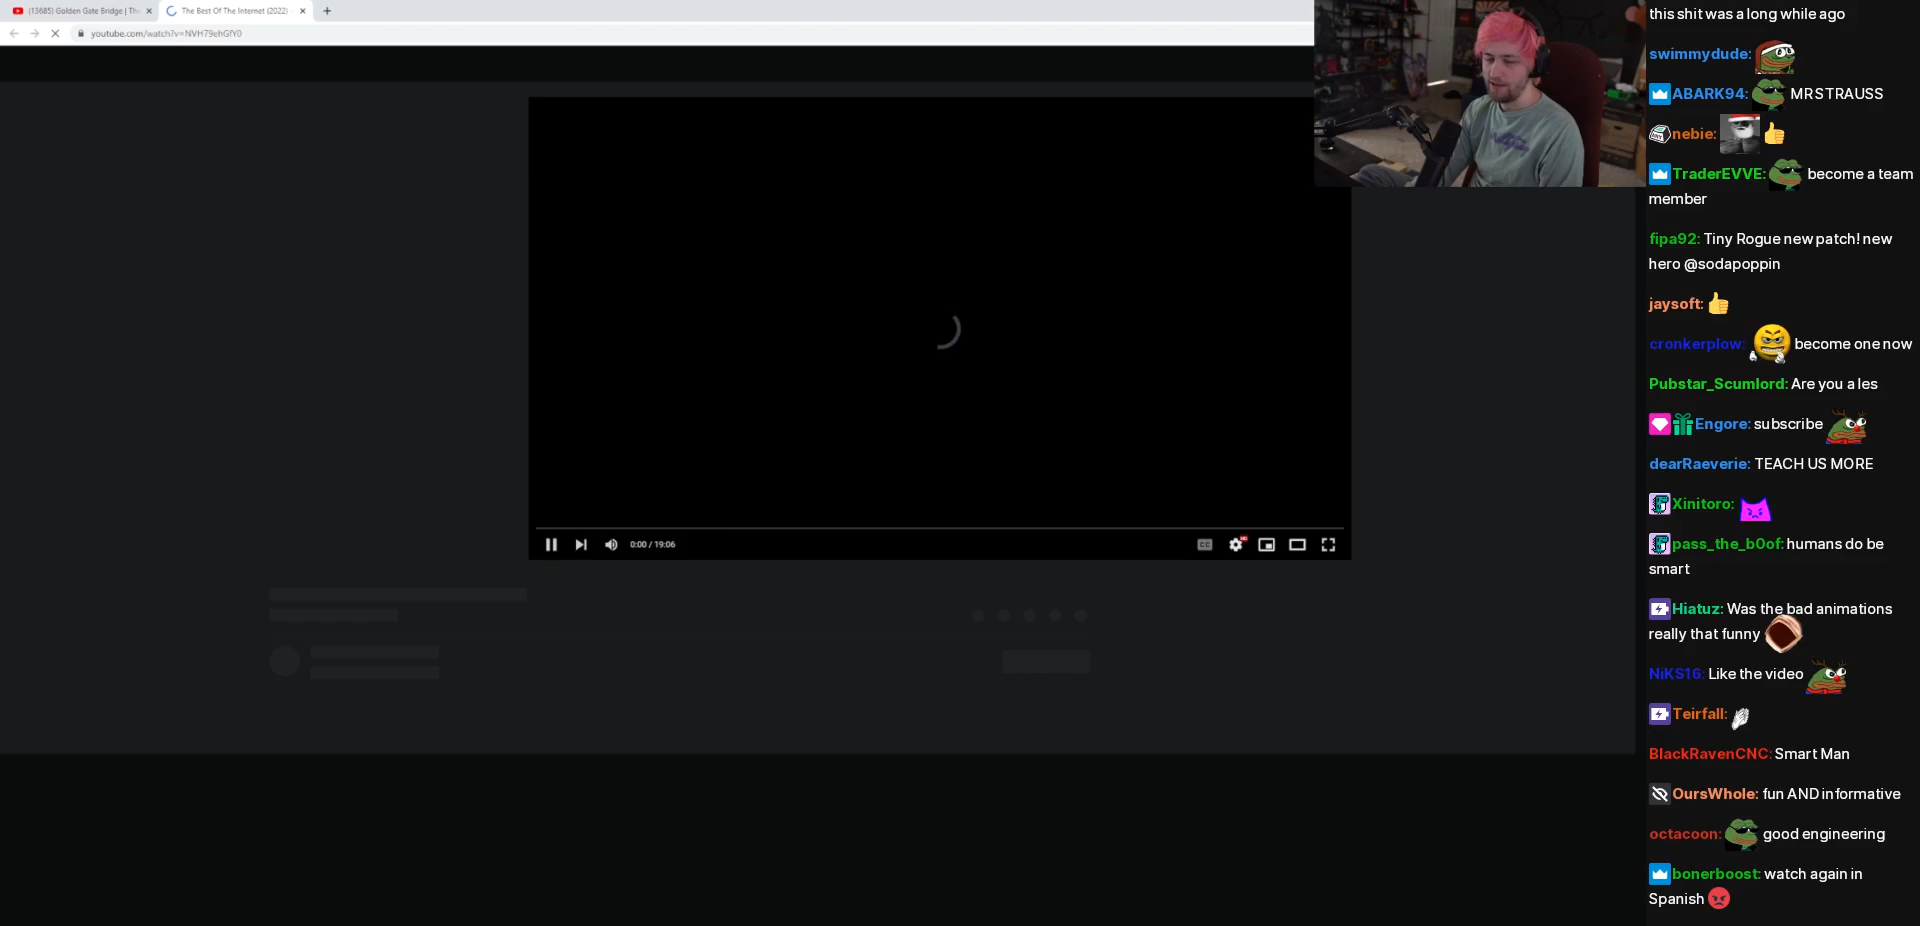 (13685) Golden Gate Bridge | Th
The Best Of The Internet (2022)
youtube.com/watch?v=NVH79ehGfY0
0:00 / 19:06
this shit was a long while ago
swimmydude:
ABARK94: MR STRAUSS
nebie:
TraderEVVE: become a team
member
fipa92: Tiny Rogue new patch! new
hero @sodapoppin
jaysoft:
cronkerplow: become one now
Pubstar_Scumlord: Are you a les
Engore: subscribe
dearRaeverie: TEACH US MORE
Xinitoro:
pass_the_b0of: humans do be
smart
Hiatuz: Was the bad animations
really that funny
NiKS16: Like the video
Teirfall:
BlackRavenCNC: Smart Man
OursWhole: fun AND informative
octacoon: good engineering
bonerboost: watch again in
Spanish